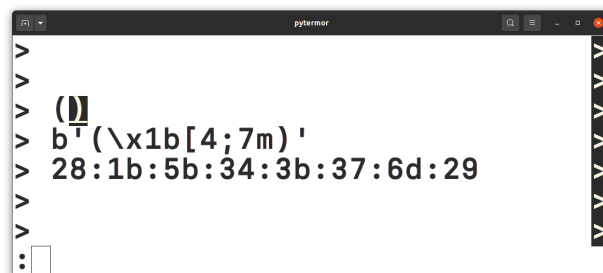 pytermor
> >
> >
> () >
> b'(\x1b[4;7m)' >
> 28:1b:5b:34:3b:37:6d:29 >
> >
> >
: